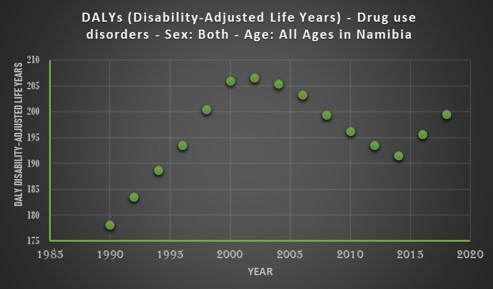 DALYs (Disability-Adjusted Life Years) - Drug use
disorders - Sex: Both - Age: All Ages in Namibia
DALY DISABILITY-ADJUSTED LIFE YEARS
210
205
200
195
190
185
180
175
1985 1990 1995 2000 2005 2010 2015 2020
YEAR